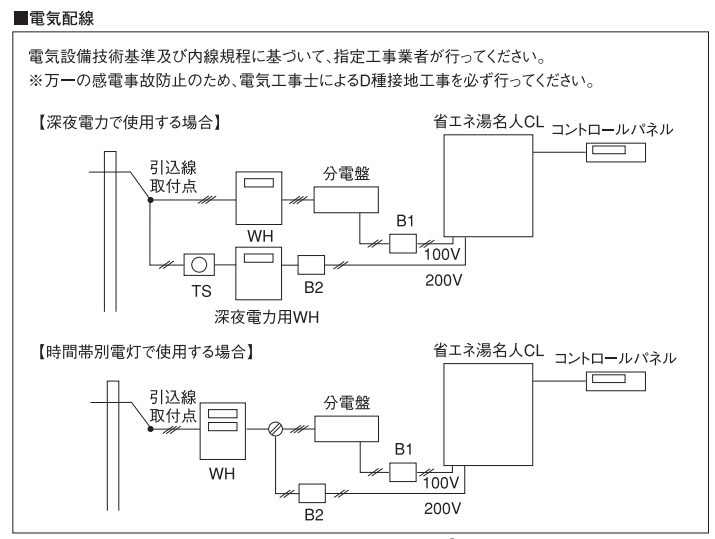 ■電気配線
電気設備技術基準及び内線規程に基づいて、指定工事業者が行ってください。
※万一の感電事故防止のため、電気工事士によるD種接地工事を必ず行ってください。
【深夜電力で使用する場合】
省エネ湯名人CL
コントロールパネル
引込線
取付点
分電盤
WH
B1
100V
TS
B2
200V
深夜電力用WH
【時間帯別電灯で使用する場合】
省エネ湯名人CL
コントロールパネル
引込線
取付点
分電盤
WH
B1
100V
B2
200V